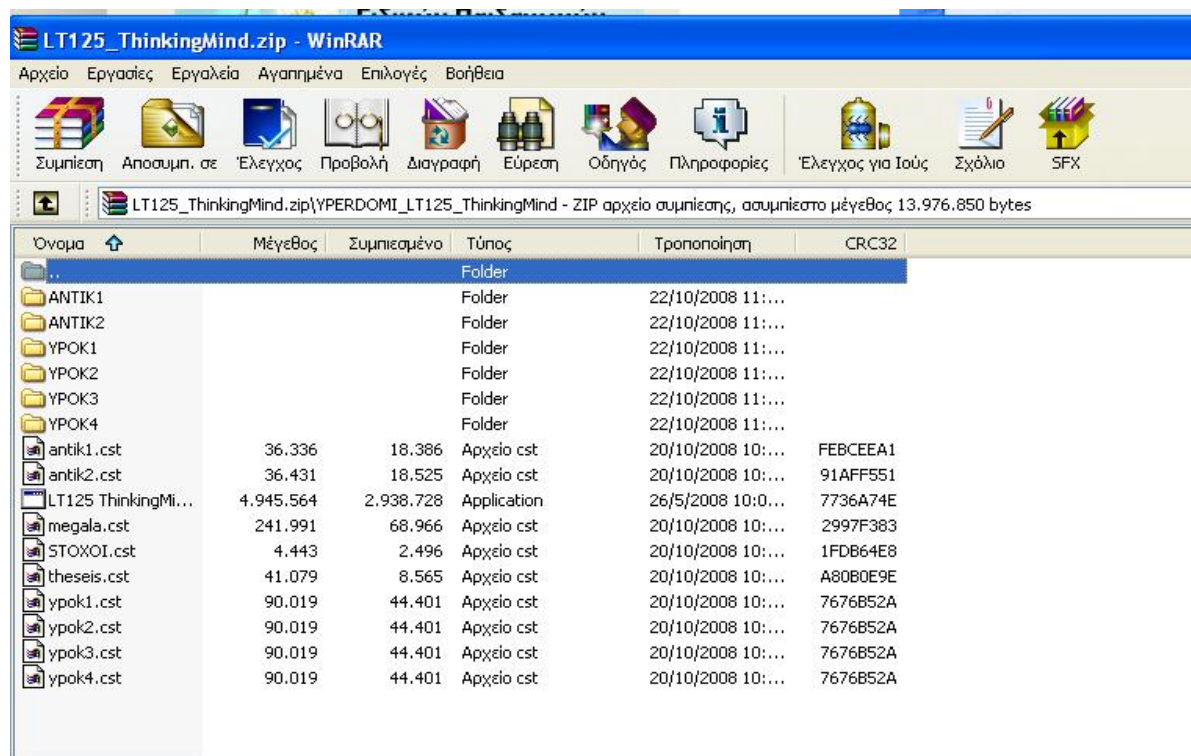 LT125_ThinkingMind.zip - WinRAR
Αρχείο Εργασίες Εργαλεία Αγαπημένα Επιλογές Βοήθεια
Συμπίεση Αποσυμπ. σε Έλεγχος Προβολή Διαγραφή Εύρεση Οδηγός Πληροφορίες Έλεγχος για Ιούς Σχόλιο SFX
LT125_ThinkingMind.zip\YPERDOMI_LT125_ThinkingMind - ZIP αρχείο συμπίεσης, ασυμπίεστο μέγεθος 13.976.850 bytes
Όνομα Μέγεθος Συμπιεσμένο Τύπος Τροποποίηση CRC32
.. Folder
ANTIK1 Folder 22/10/2008 11:...
ANTIK2 Folder 22/10/2008 11:...
YPOK1 Folder 22/10/2008 11:...
YPOK2 Folder 22/10/2008 11:...
YPOK3 Folder 22/10/2008 11:...
YPOK4 Folder 22/10/2008 11:...
antik1.cst 36.336 18.386 Αρχείο cst 20/10/2008 10:... FEBCEEA1
antik2.cst 36.431 18.525 Αρχείο cst 20/10/2008 10:... 91AFF551
LT125 ThinkingMi... 4.945.564 2.938.728 Application 26/5/2008 10:0... 7736A74E
megala.cst 241.991 68.966 Αρχείο cst 20/10/2008 10:... 2997F383
STOXOI.cst 4.443 2.496 Αρχείο cst 20/10/2008 10:... 1FDB64E8
theseis.cst 41.079 8.565 Αρχείο cst 20/10/2008 10:... A80B0E9E
ypok1.cst 90.019 44.401 Αρχείο cst 20/10/2008 10:... 7676B52A
ypok2.cst 90.019 44.401 Αρχείο cst 20/10/2008 10:... 7676B52A
ypok3.cst 90.019 44.401 Αρχείο cst 20/10/2008 10:... 7676B52A
ypok4.cst 90.019 44.401 Αρχείο cst 20/10/2008 10:... 7676B52A